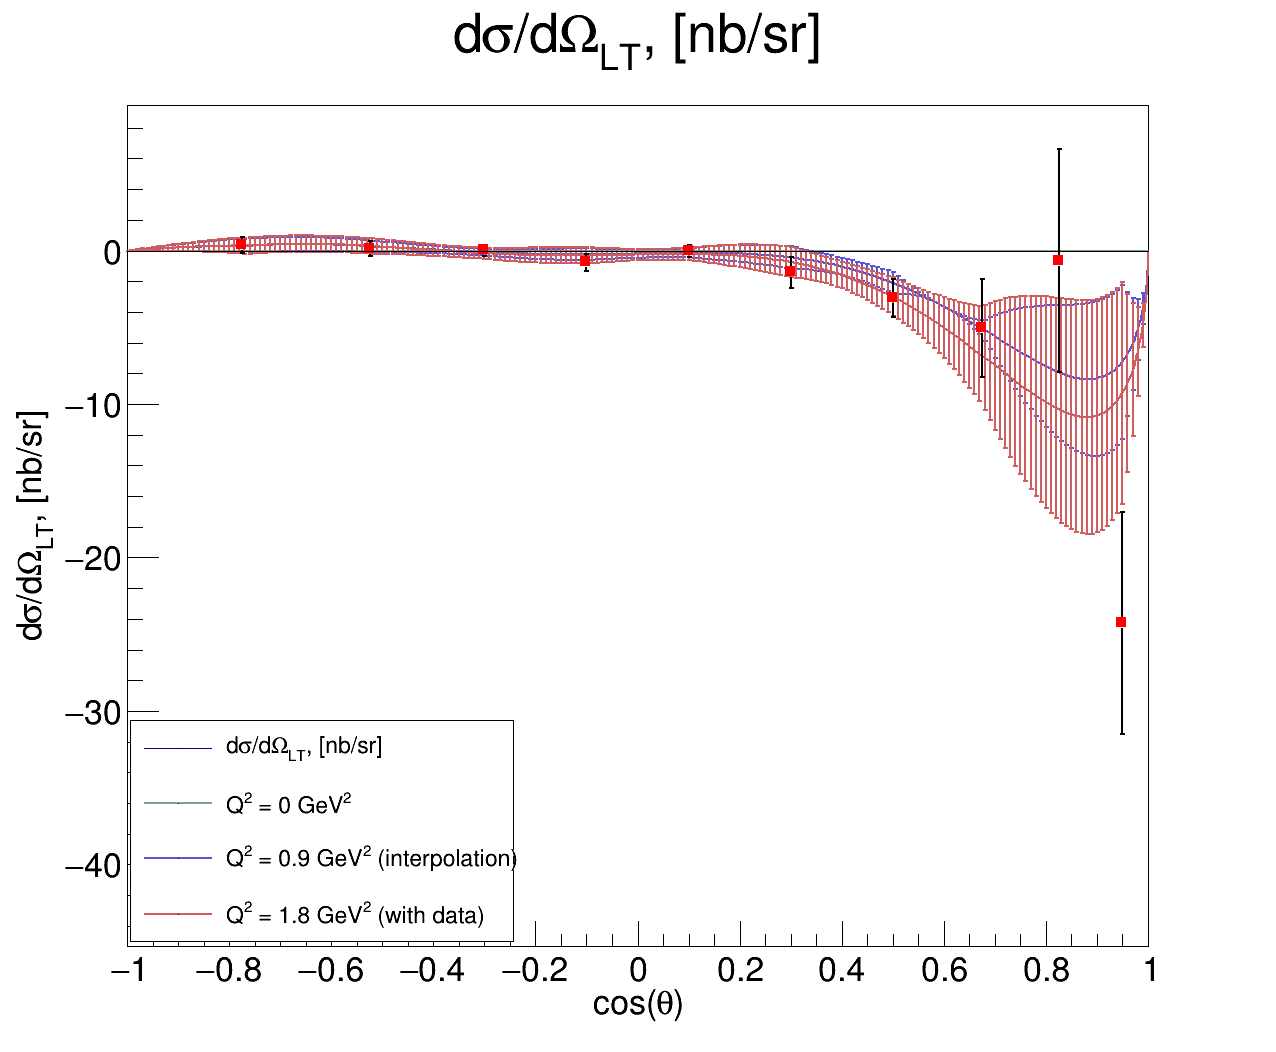 dσ/dΩ_LT, [nb/sr]
dσ/dΩ_LT, [nb/sr]
0
−10
−20
−30
−40
dσ/dΩ_LT, [nb/sr]
Q² = 0 GeV²
Q² = 0.9 GeV² (interpolation)
Q² = 1.8 GeV² (with data)
−1 −0.8 −0.6 −0.4 −0.2 0 0.2 0.4 0.6 0.8 1
cos(θ)